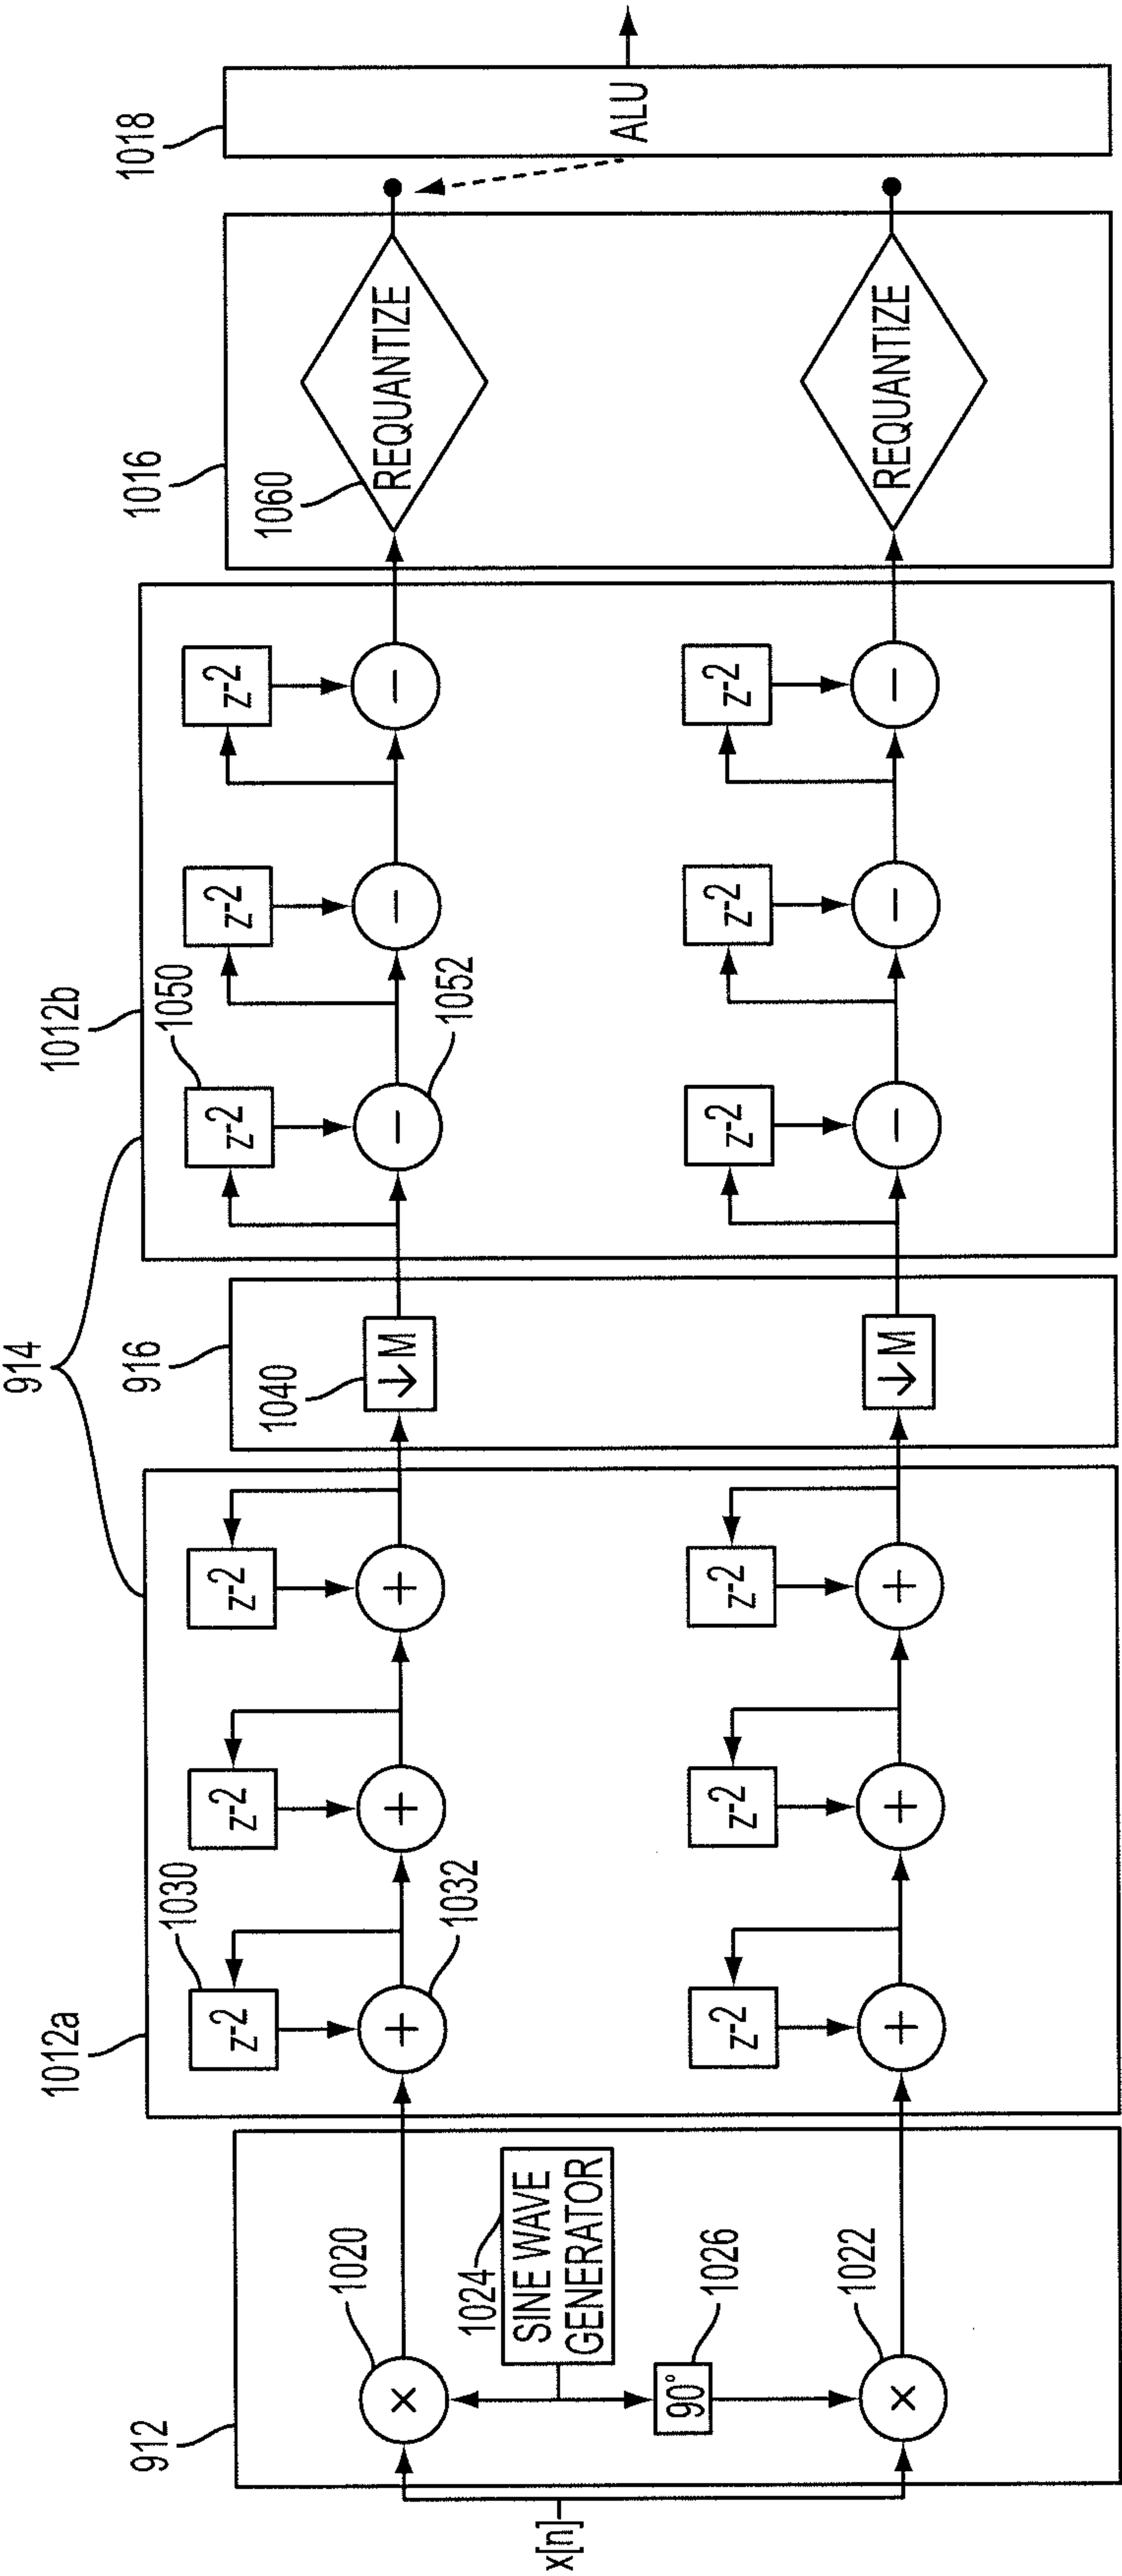 914
1012a
916
1012b
1016
1018
912
1030
z-2
z-2
z-2
1040
1050
z-2
z-2
z-2
1060
1020
×
+
+
+
↓M
−
−
−
REQUANTIZE
1032
1052
1024
SINE WAVE
GENERATOR
x[n]
ALU
1026
90°
z-2
z-2
z-2
z-2
z-2
z-2
1022
×
+
+
+
↓M
−
−
−
REQUANTIZE